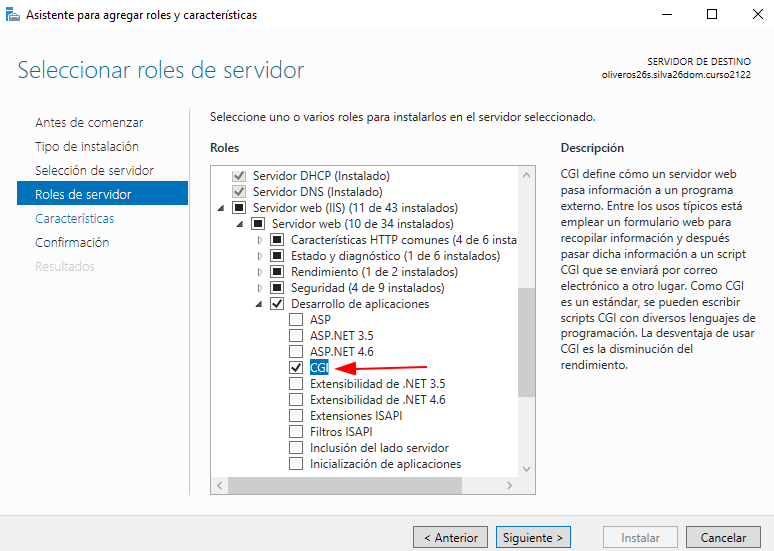 Asistente para agregar roles y características
Seleccionar roles de servidor
SERVIDOR DE DESTINO
oliveros26s.silva26dom.curso2122
Antes de comenzar
Tipo de instalación
Selección de servidor
Roles de servidor
Características
Confirmación
Resultados
Seleccione uno o varios roles para instalarlos en el servidor seleccionado.
Roles
Servidor DHCP (Instalado)
Servidor DNS (Instalado)
Servidor web (IIS) (11 de 43 instalados)
Servidor web (10 de 34 instalados)
Características HTTP comunes (4 de 6 insta
Estado y diagnóstico (1 de 6 instalados)
Rendimiento (1 de 2 instalados)
Seguridad (4 de 9 instalados)
Desarrollo de aplicaciones
ASP
ASP.NET 3.5
ASP.NET 4.6
CGI
Extensibilidad de .NET 3.5
Extensibilidad de .NET 4.6
Extensiones ISAPI
Filtros ISAPI
Inclusión del lado servidor
Inicialización de aplicaciones
Descripción
CGI define cómo un servidor web
pasa información a un programa
externo. Entre los usos típicos está
emplear un formulario web para
recopilar información y después
pasar dicha información a un script
CGI que se enviará por correo
electrónico a otro lugar. Como CGI
es un estándar, se pueden escribir
scripts CGI con diversos lenguajes de
programación. La desventaja de usar
CGI es la disminución del
rendimiento.
< Anterior
Siguiente >
Instalar
Cancelar